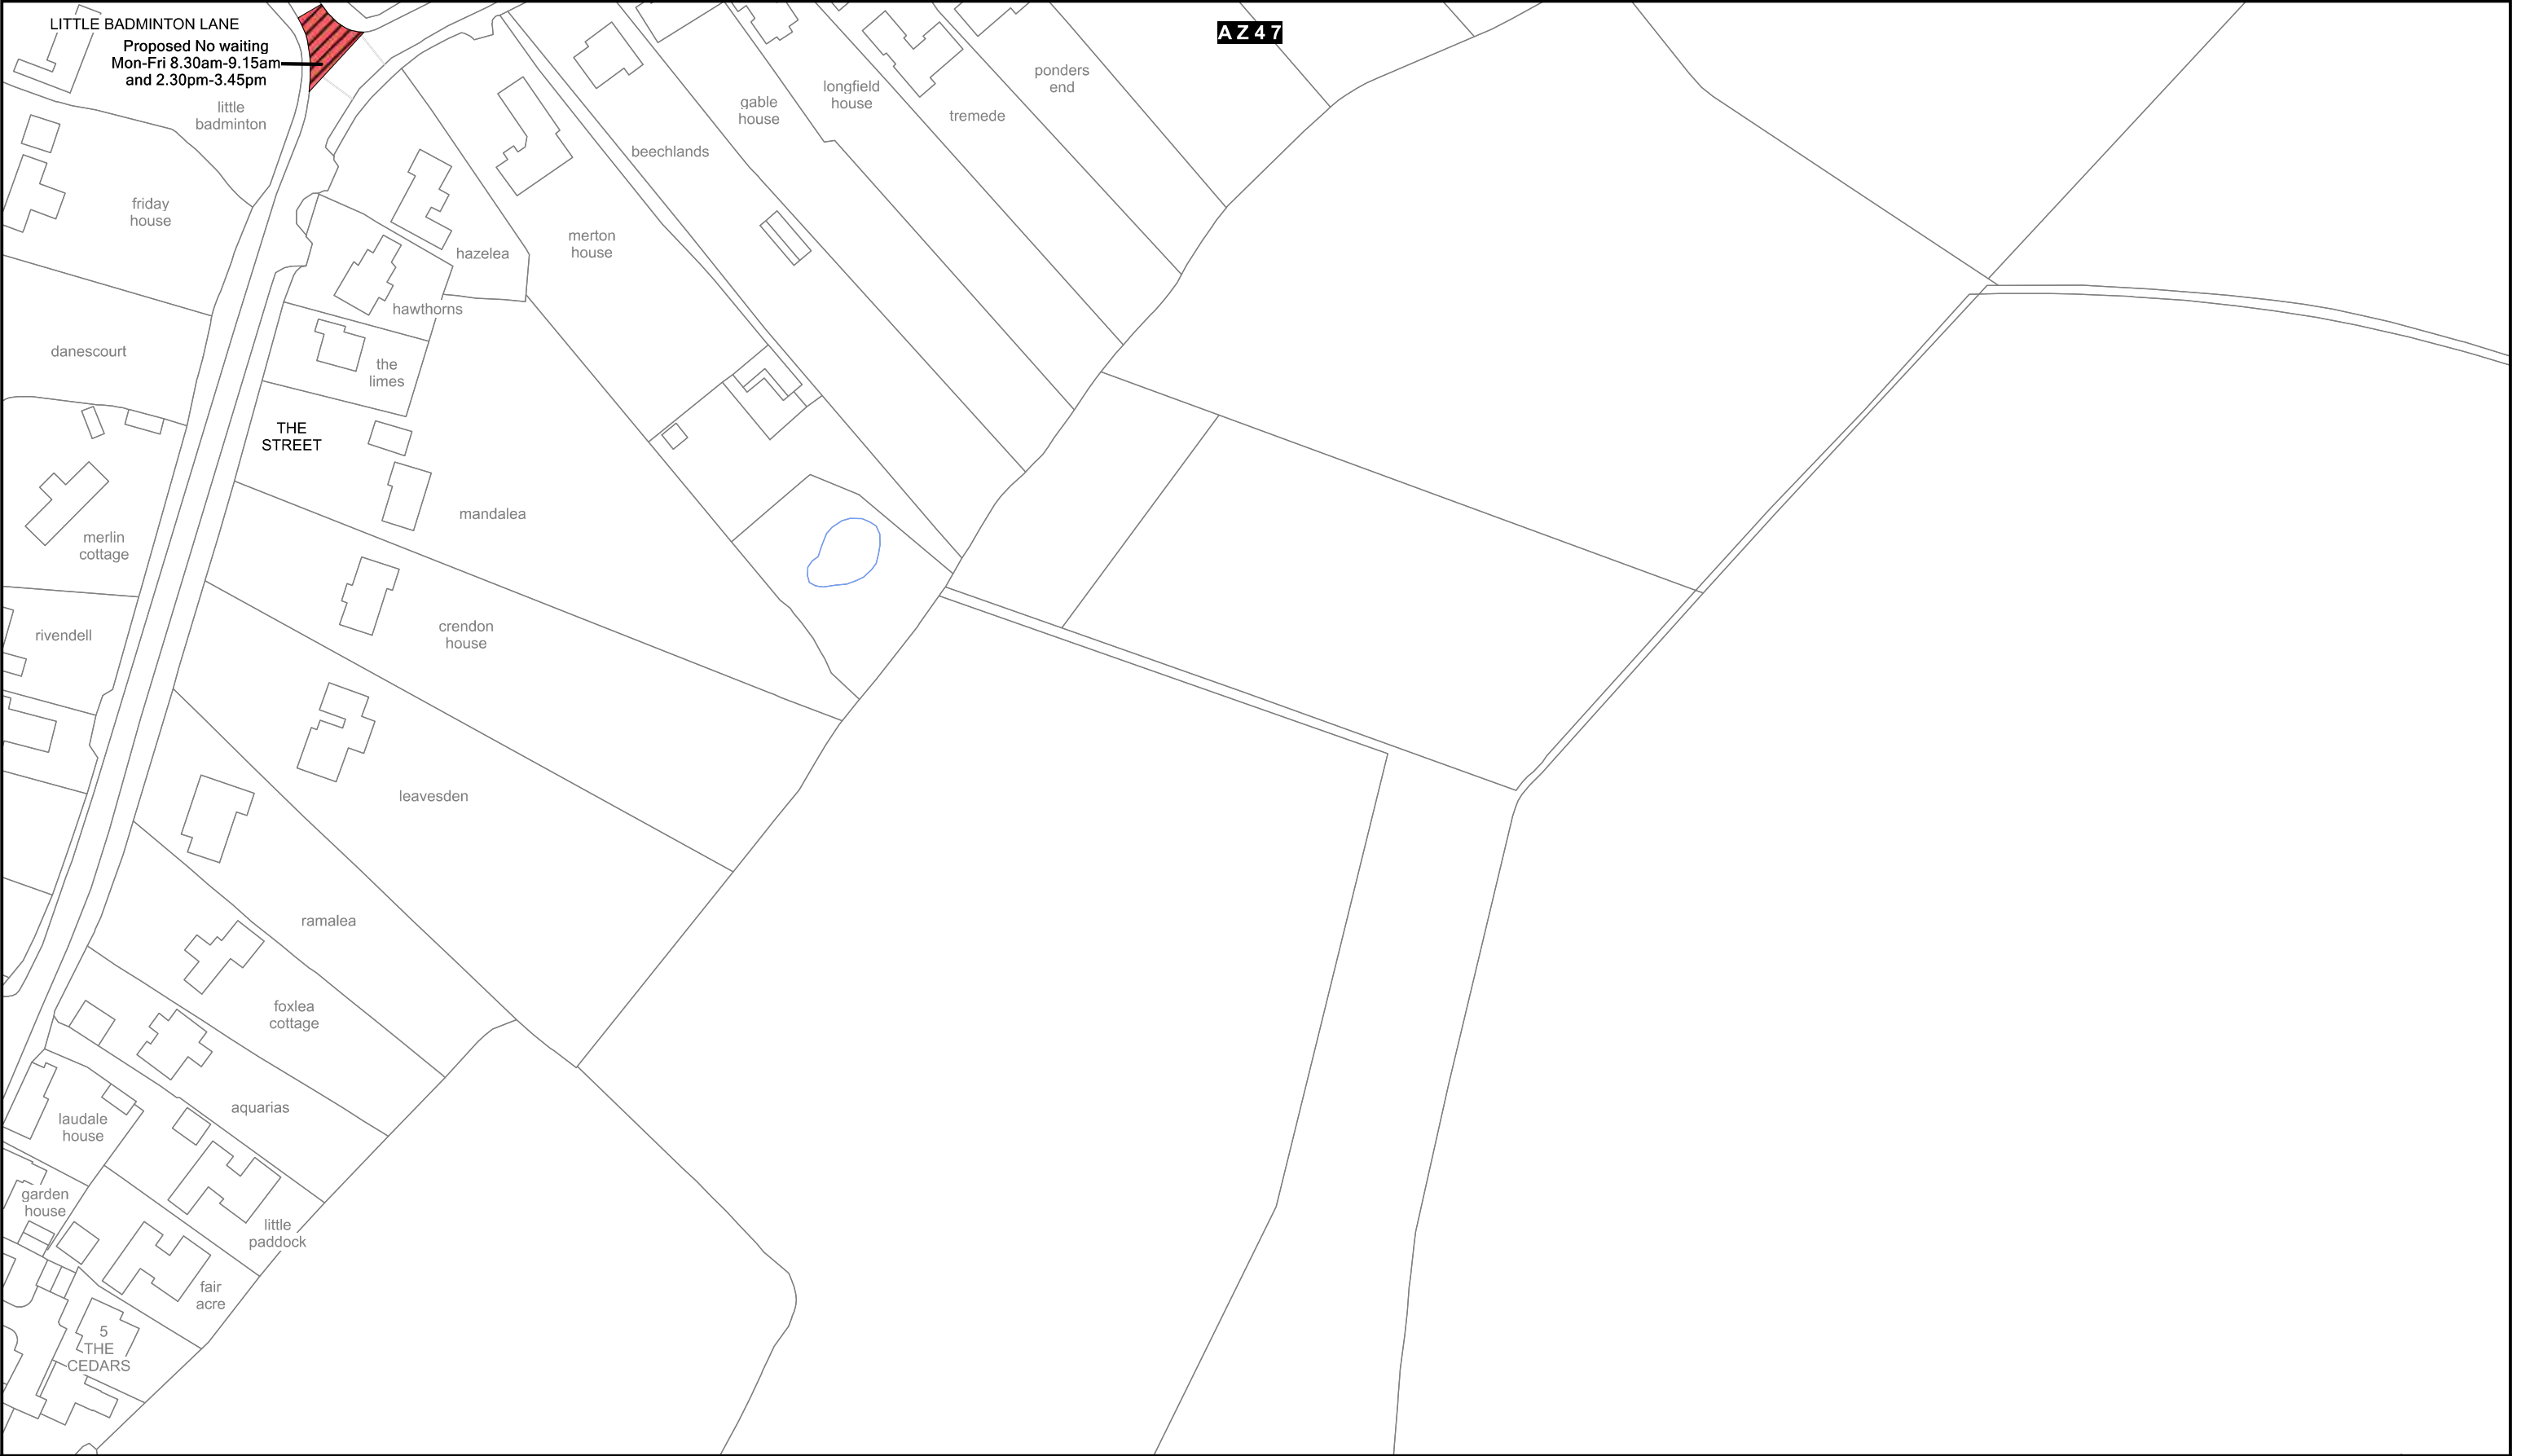 LITTLE BADMINTON LANE
Proposed No waiting
Mon-Fri 8.30am-9.15am
and 2.30pm-3.45pm
AZ47
little
badminton
gable
house
longfield
house
tremede
ponders
end
beechlands
friday
house
merton
house
hazelea
hawthorns
danescourt
the
limes
THE
STREET
mandalea
merlin
cottage
rivendell
crendon
house
leavesden
ramalea
foxlea
cottage
aquarias
laudale
house
garden
house
little
paddock
fair
acre
5
THE
CEDARS